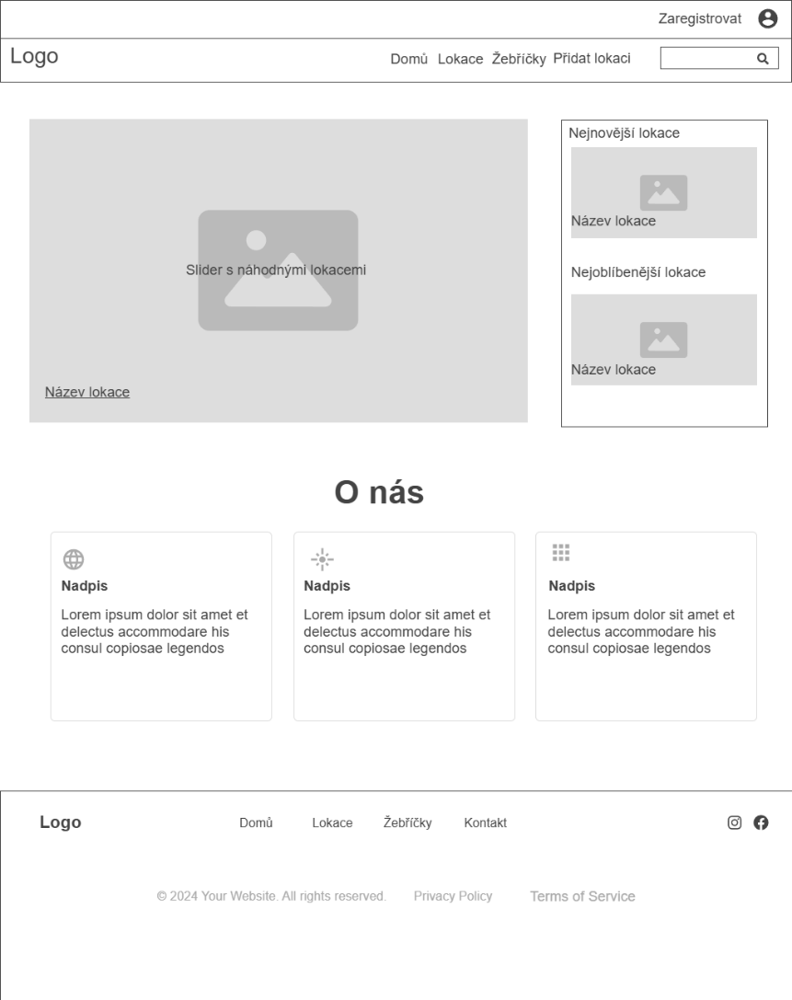 Zaregistrovat
Logo
Domů Lokace Žebříčky Přidat lokaci
Slider s náhodnými lokacemi
Název lokace
Nejnovější lokace
Název lokace
Nejoblíbenější lokace
Název lokace
O nás
Nadpis
Lorem ipsum dolor sit amet et
delectus accommodare his
consul copiosae legendos
Nadpis
Lorem ipsum dolor sit amet et
delectus accommodare his
consul copiosae legendos
Nadpis
Lorem ipsum dolor sit amet et
delectus accommodare his
consul copiosae legendos
Logo
Domů Lokace Žebříčky Kontakt
© 2024 Your Website. All rights reserved. Privacy Policy Terms of Service